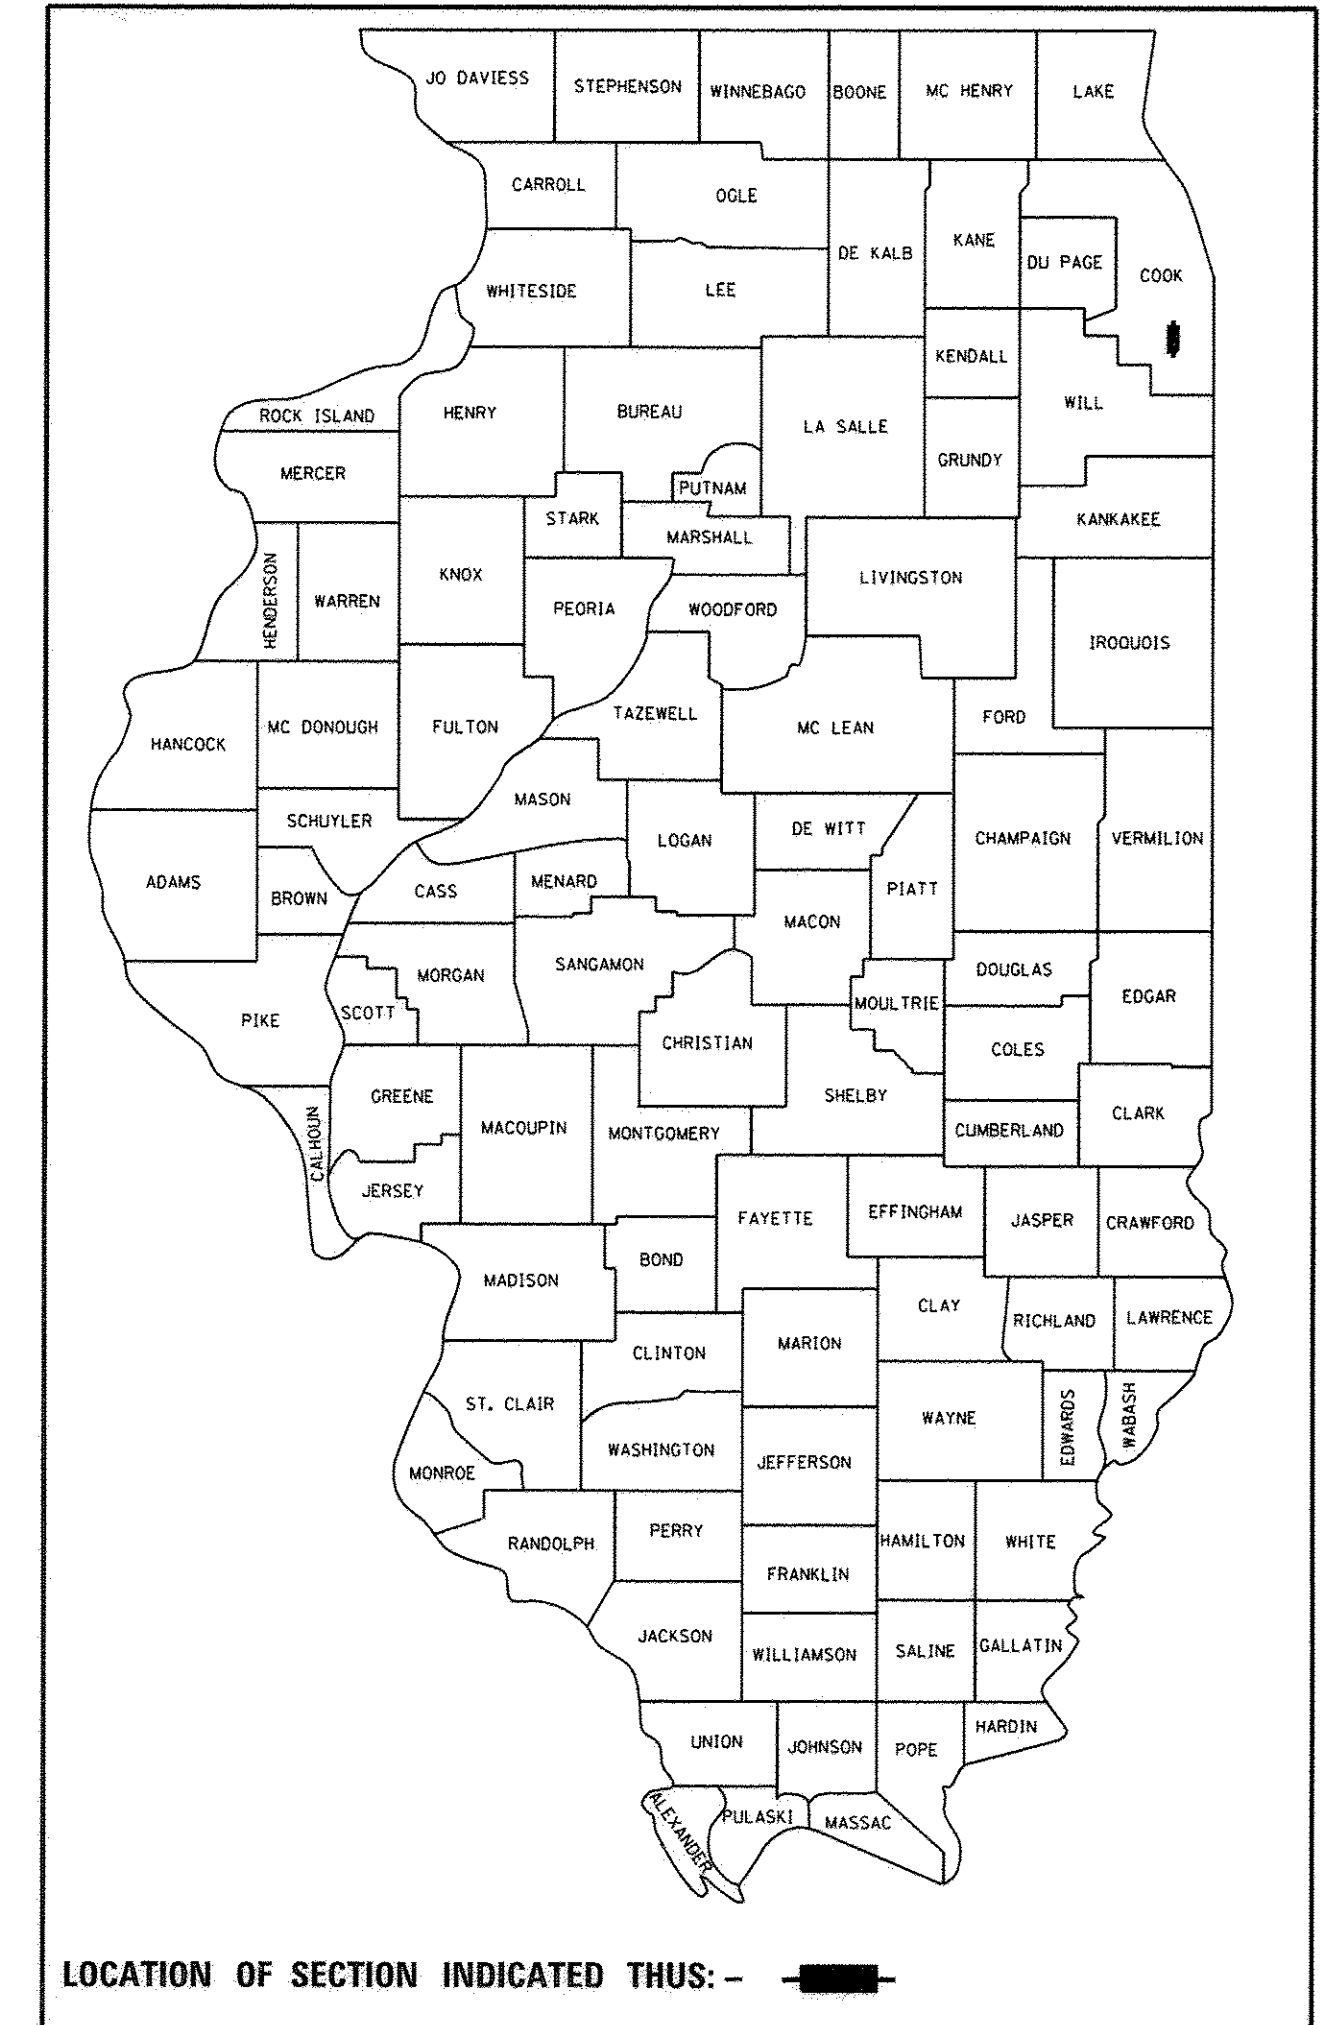 JO DAVIESS
STEPHENSON
WINNEBAGO
BOONE
MC HENRY
LAKE
CARROLL
OGLE
DE KALB
KANE
DU PAGE
COOK
WHITESIDE
LEE
KENDALL
ROCK ISLAND
HENRY
BUREAU
LA SALLE
WILL
MERCER
PUTNAM
GRUNDY
STARK
MARSHALL
KANKAKEE
HENDERSON
WARREN
KNOX
PEORIA
WOODFORD
LIVINGSTON
IROQUOIS
HANCOCK
MC DONOUGH
FULTON
TAZEWELL
MC LEAN
FORD
SCHUYLER
MASON
LOGAN
DE WITT
CHAMPAIGN
VERMILION
ADAMS
BROWN
CASS
MENARD
PIATT
MACON
MORGAN
SANGAMON
DOUGLAS
EDGAR
PIKE
SCOTT
CHRISTIAN
MOULTRIE
COLES
GREENE
MACOUPIN
MONTGOMERY
SHELBY
CUMBERLAND
CLARK
CALHOUN
JERSEY
FAYETTE
EFFINGHAM
JASPER
CRAWFORD
MADISON
BOND
CLAY
RICHLAND
LAWRENCE
CLINTON
MARION
ST. CLAIR
WAYNE
EDWARDS
WABASH
MONROE
WASHINGTON
JEFFERSON
RANDOLPH
PERRY
FRANKLIN
HAMILTON
WHITE
JACKSON
WILLIAMSON
SALINE
GALLATIN
UNION
JOHNSON
POPE
HARDIN
ALEXANDER
PULASKI
MASSAC
LOCATION OF SECTION INDICATED THUS: -